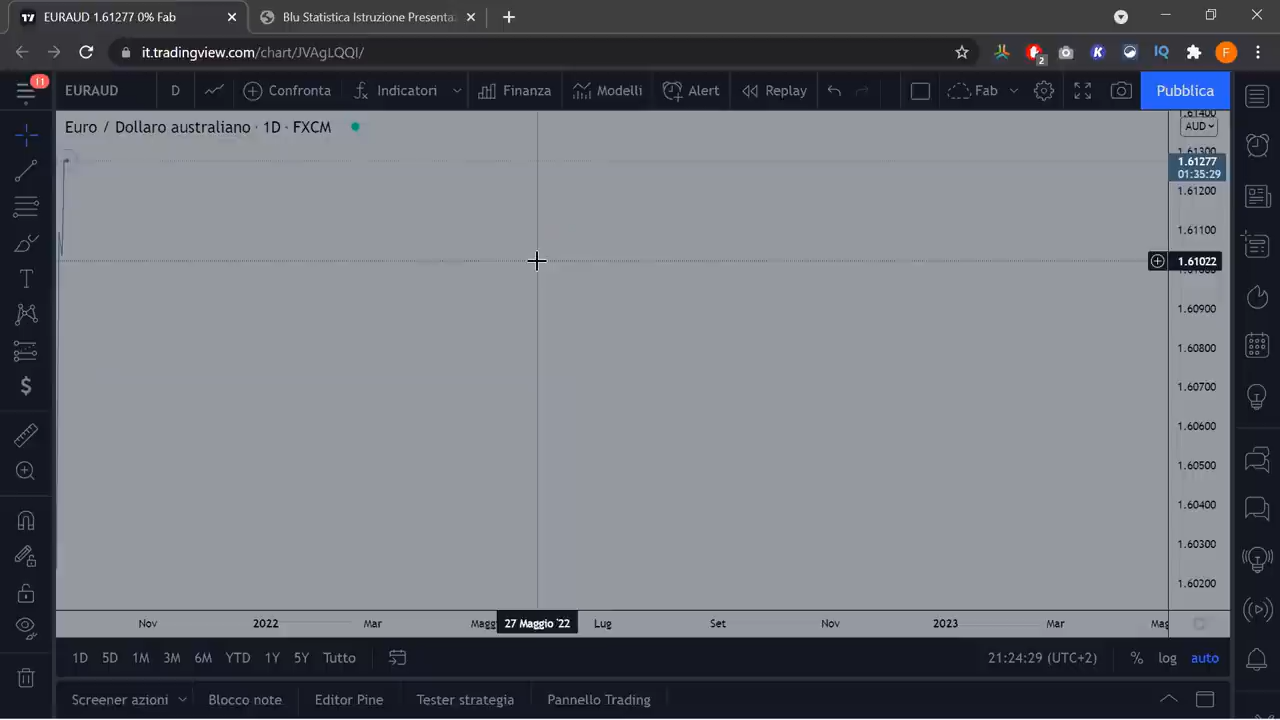 EURAUD 1.61277 0% Fab
Blu Statistica Istruzione Presenta
it.tradingview.com/chart/JVAgLQQl/
2
IQ
F
11
EURAUD
D
Confronta
Indicatori
Finanza
Modelli
Alert
Replay
Fab
Pubblica
Euro / Dollaro australiano · 1D · FXCM
1.61400
AUD
1.61300
1.61277
01:35:29
1.61200
1.61100
1.61022
1.60900
1.60800
1.60700
1.60600
1.60500
1.60400
1.60300
1.60200
Nov
2022
Mar
Magg
27 Maggio '22
Lug
Set
Nov
2023
Mar
Mag
1D
5D
1M
3M
6M
YTD
1Y
5Y
Tutto
21:24:29 (UTC+2)
%
log
auto
Screener azioni
Blocco note
Editor Pine
Tester strategia
Pannello Trading